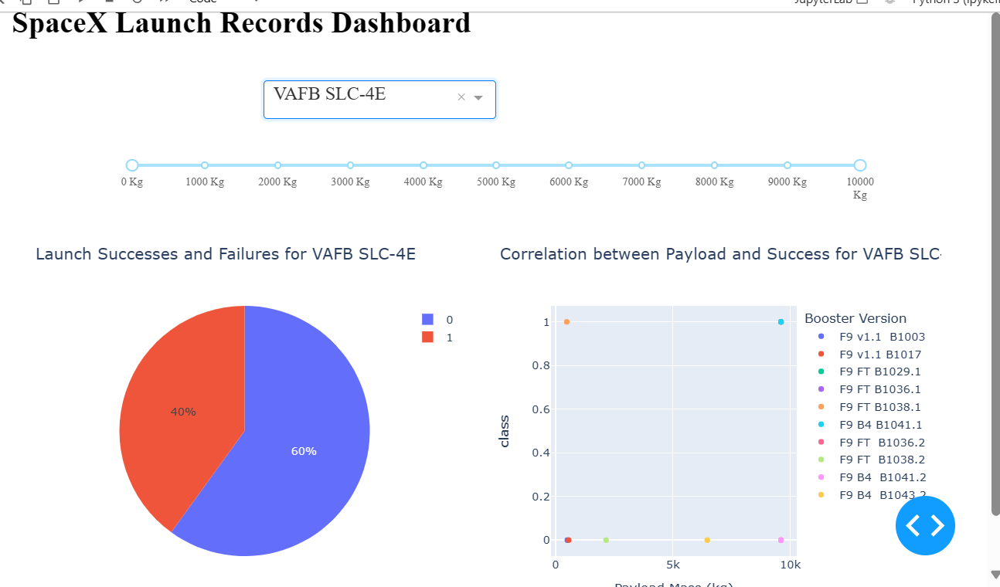 Code
JupyterLab
SpaceX Launch Records Dashboard
VAFB SLC-4E
0 Kg 1000 Kg 2000 Kg 3000 Kg 4000 Kg 5000 Kg 6000 Kg 7000 Kg 8000 Kg 9000 Kg 10000
Kg
Launch Successes and Failures for VAFB SLC-4E
0
1
40%
60%
Correlation between Payload and Success for VAFB SLC-
1
0.8
0.6
0.4
0.2
0
class
0 5k 10k
Payload Mass (kg)
Booster Version
F9 v1.1  B1003
F9 v1.1 B1017
F9 FT B1029.1
F9 FT B1036.1
F9 FT B1038.1
F9 B4 B1041.1
F9 FT  B1036.2
F9 FT  B1038.2
F9 B4  B1041.2
F9 B4  B1043.2